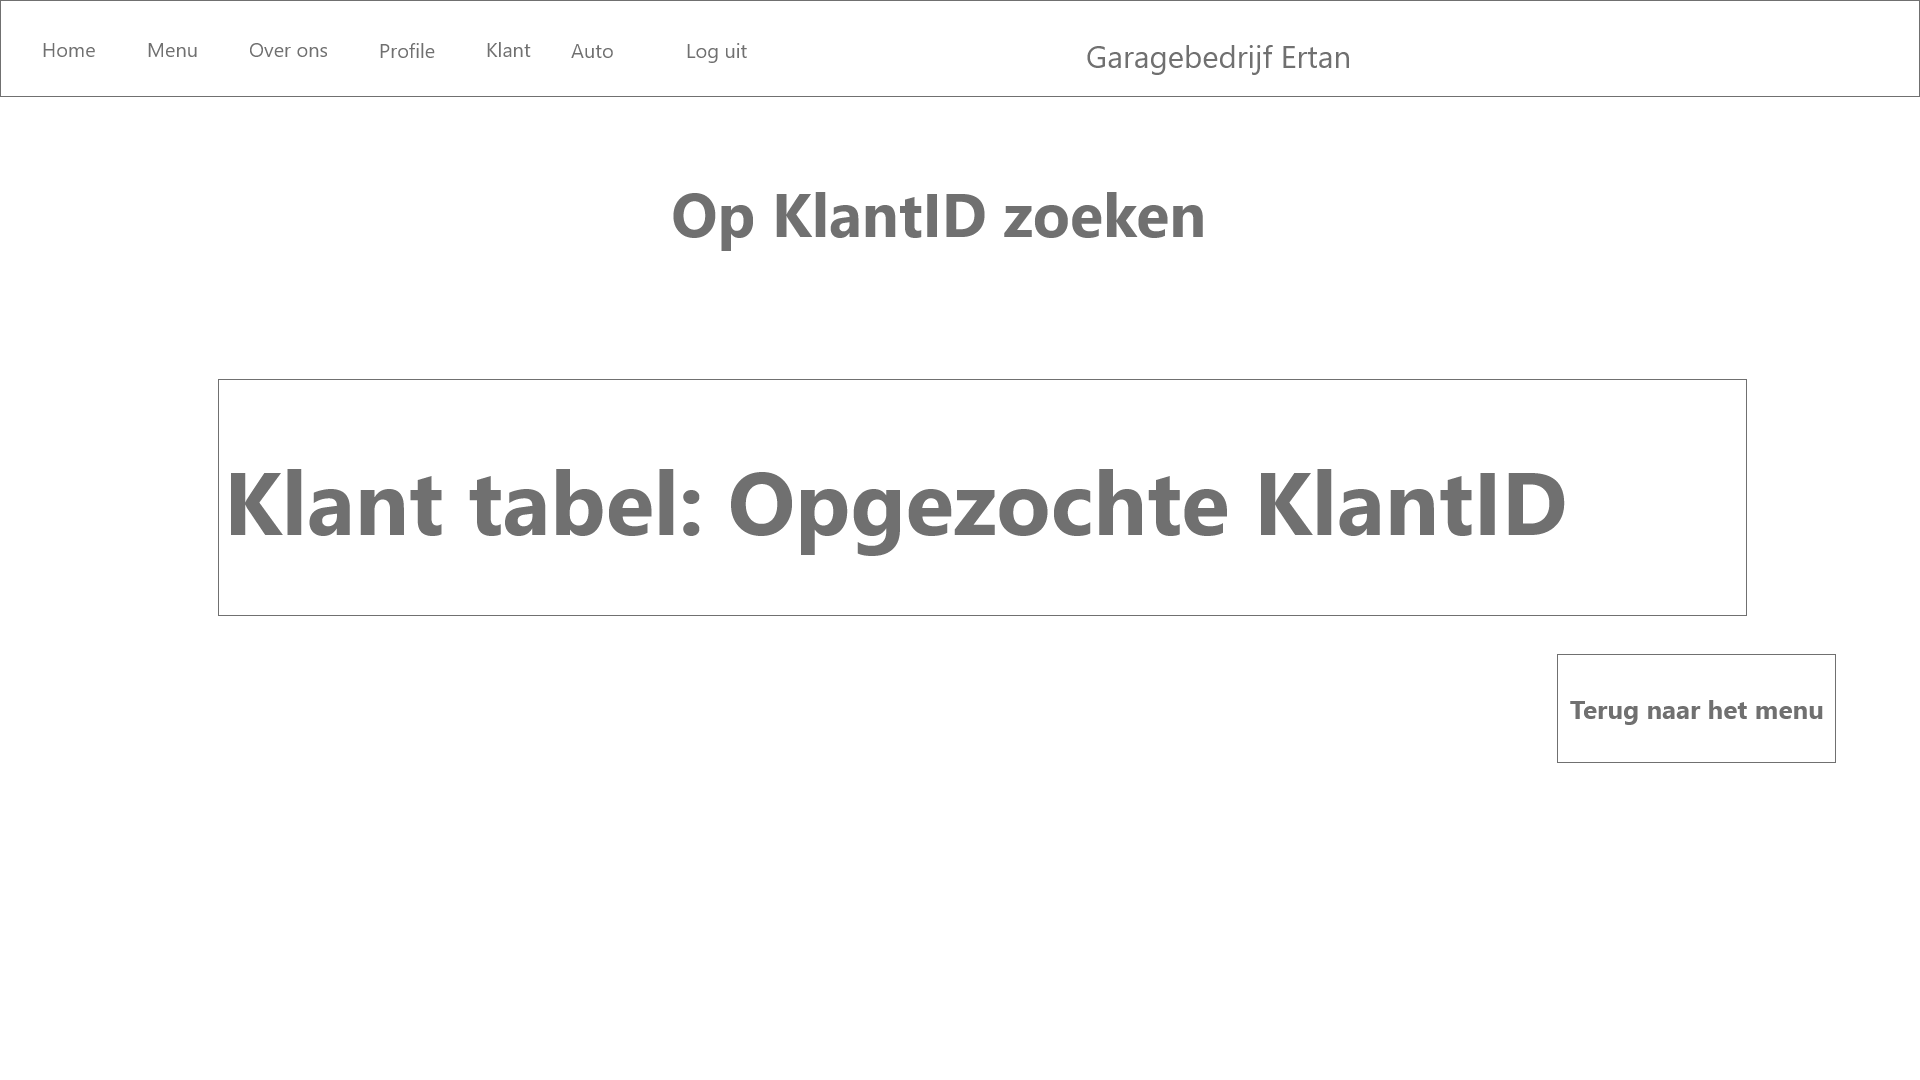 Home Menu Over ons Profile Klant Auto Log uit Garagebedrijf Ertan
Op KlantID zoeken
Klant tabel: Opgezochte KlantID
Terug naar het menu